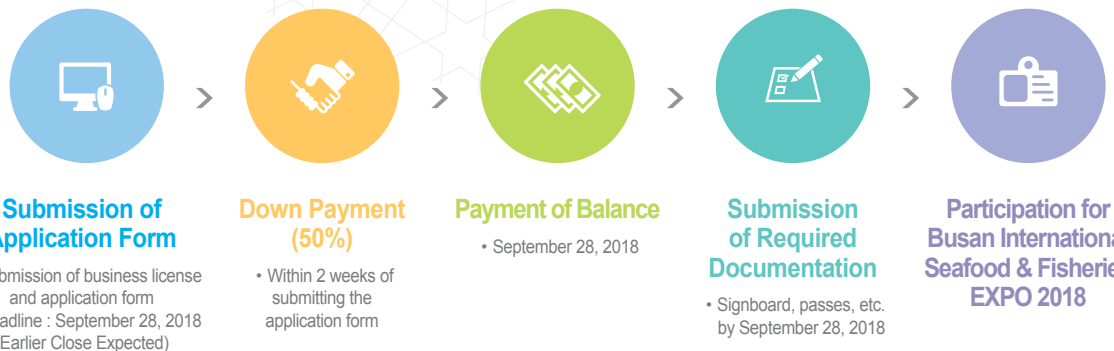 Submission of
Application Form
bmission of business license
and application form
adline : September 28, 2018
Earlier Close Expected)
>
Down Payment
(50%)
• Within 2 weeks of
submitting the
application form
>
Payment of Balance
• September 28, 2018
>
Submission
of Required
Documentation
• Signboard, passes, etc.
by September 28, 2018
>
Participation for
Busan Internationa
Seafood & Fisherie
EXPO 2018